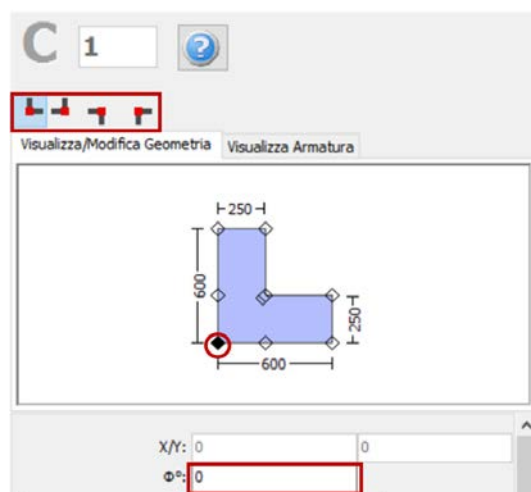 C 1 ?
Visualizza/Modifica Geometria Visualizza Armatura
250
600
250
600
X/Y: 0 0
Φ°: 0